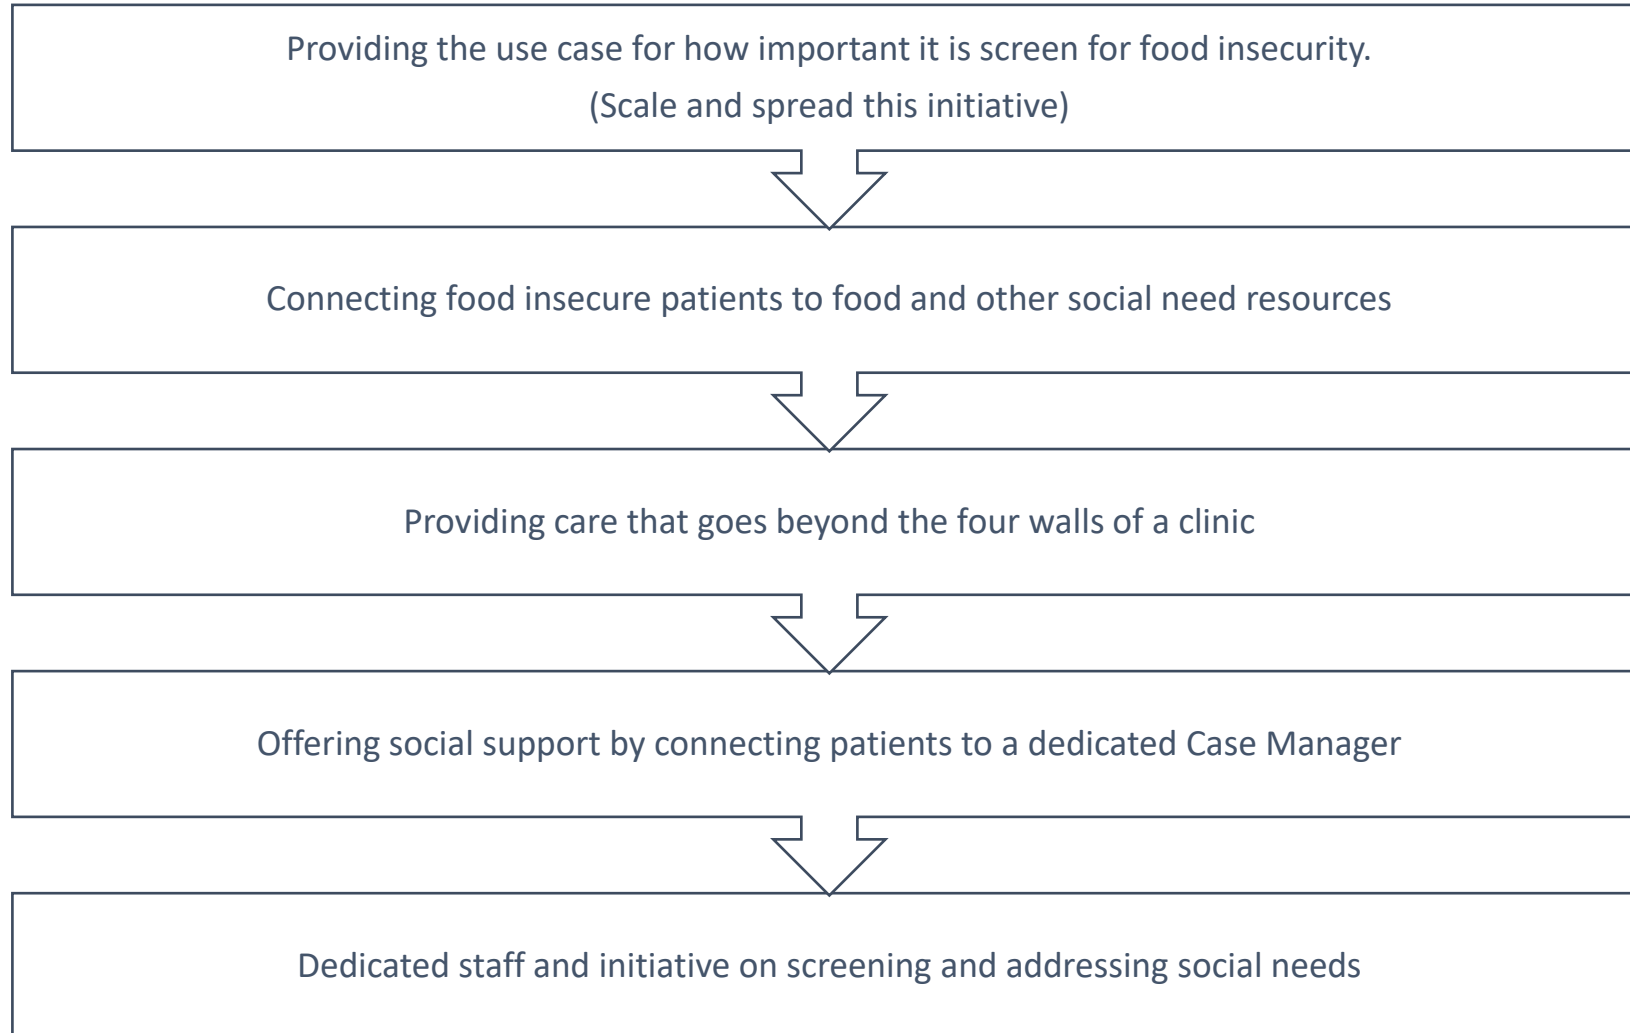 Providing the use case for how important it is screen for food insecurity.
(Scale and spread this initiative)
Connecting food insecure patients to food and other social need resources
Providing care that goes beyond the four walls of a clinic
Offering social support by connecting patients to a dedicated Case Manager
Dedicated staff and initiative on screening and addressing social needs